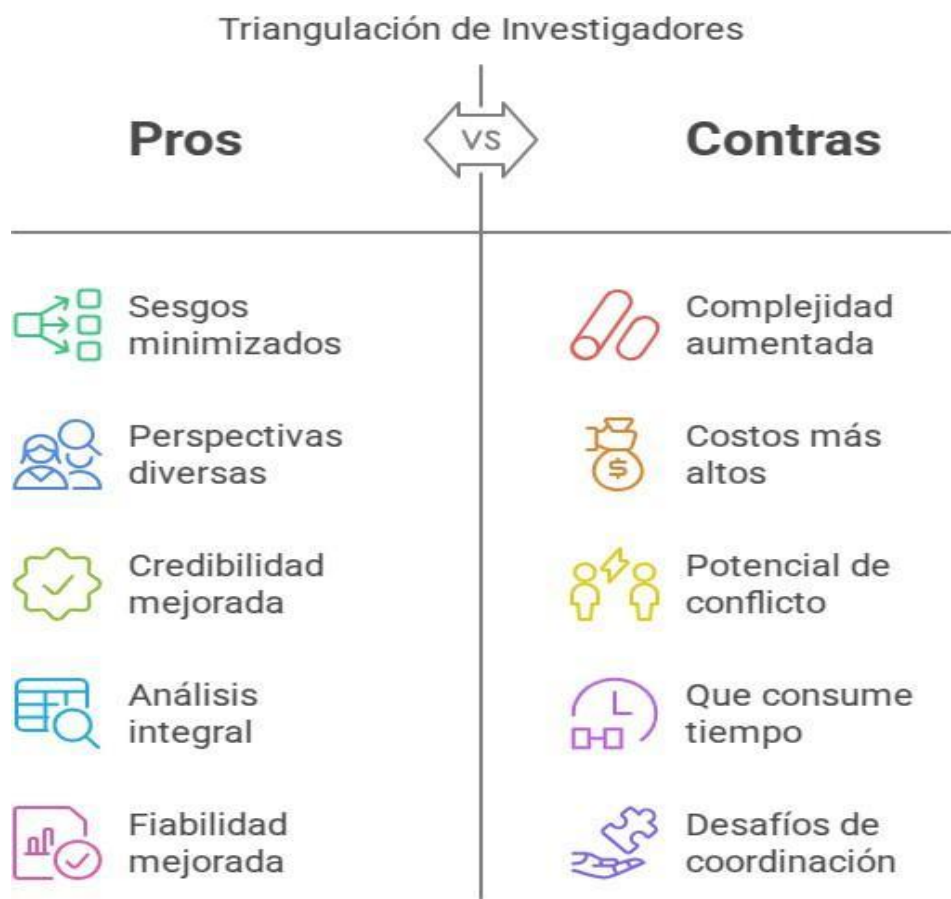 Triangulación de Investigadores
Pros
VS
Contras
Sesgos
minimizados
Perspectivas
diversas
Credibilidad
mejorada
Análisis
integral
Fiabilidad
mejorada
Complejidad
aumentada
Costos más
altos
$
Potencial de
conflicto
Que consume
tiempo
Desafíos de
coordinación